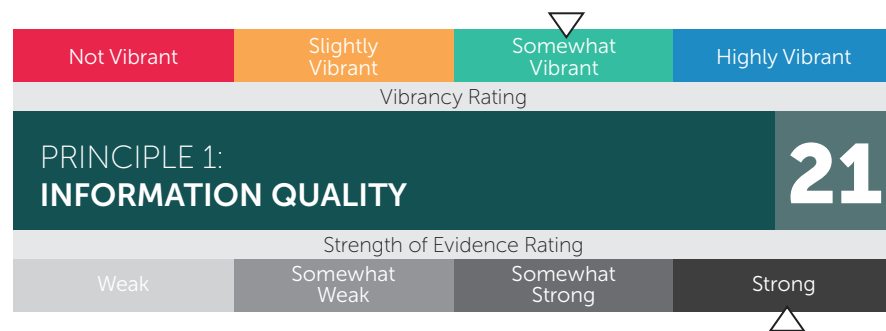 Not Vibrant
Slightly
Vibrant
Somewhat
Vibrant
Highly Vibrant
Vibrancy Rating
PRINCIPLE 1:
INFORMATION QUALITY
21
Strength of Evidence Rating
Weak
Somewhat
Weak
Somewhat
Strong
Strong